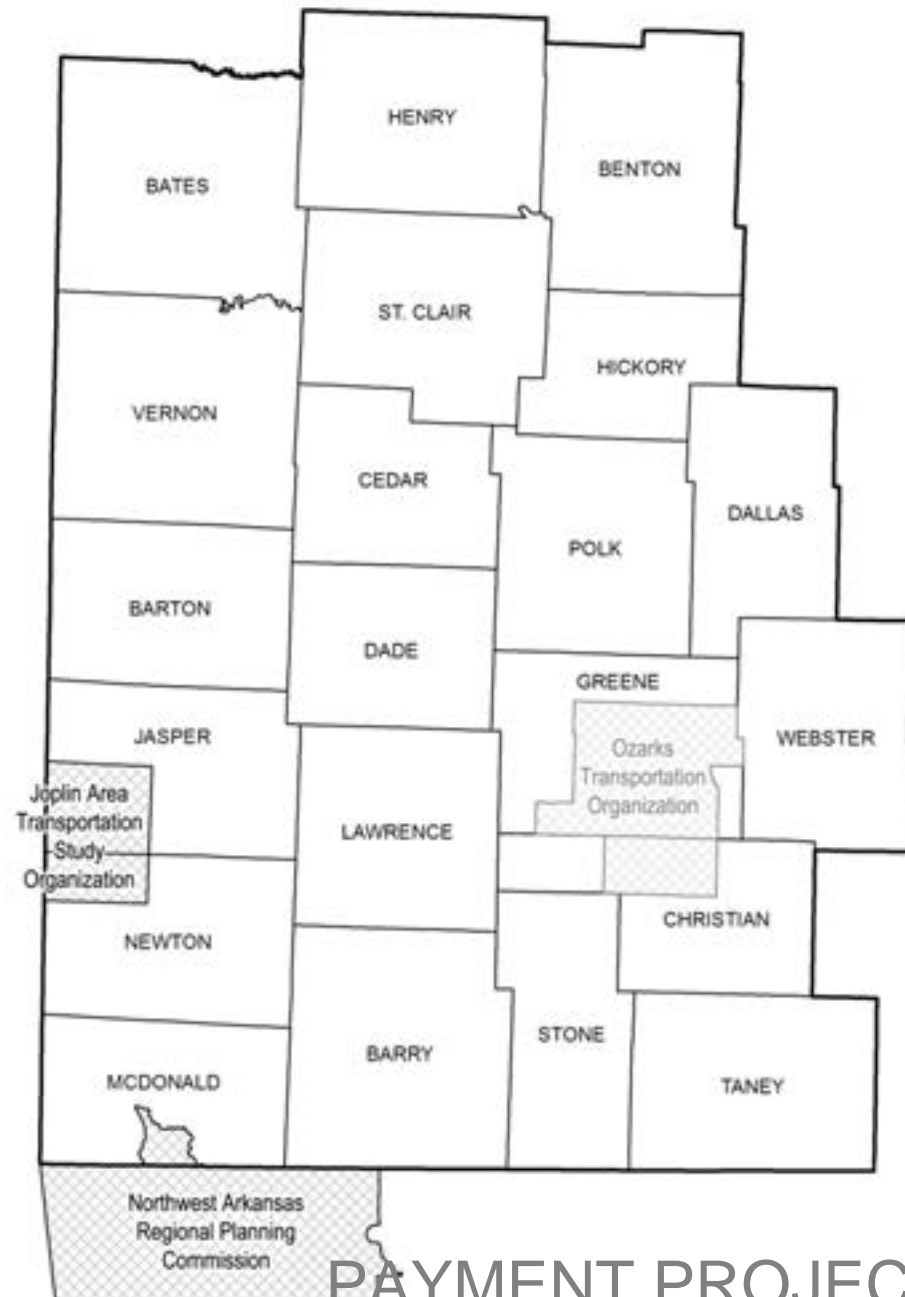 HENRY
BENTON
BATES
ST. CLAIR
HICKORY
VERNON
CEDAR
DALLAS
POLK
BARTON
DADE
GREENE
JASPER
WEBSTER
Ozarks
Transportation
Organization
Joplin Area
Transportation
Study
Organization
LAWRENCE
CHRISTIAN
NEWTON
STONE
BARRY
MCDONALD
TANEY
Northwest Arkansas
Regional Planning
Commission
PAYMENT PROJEC